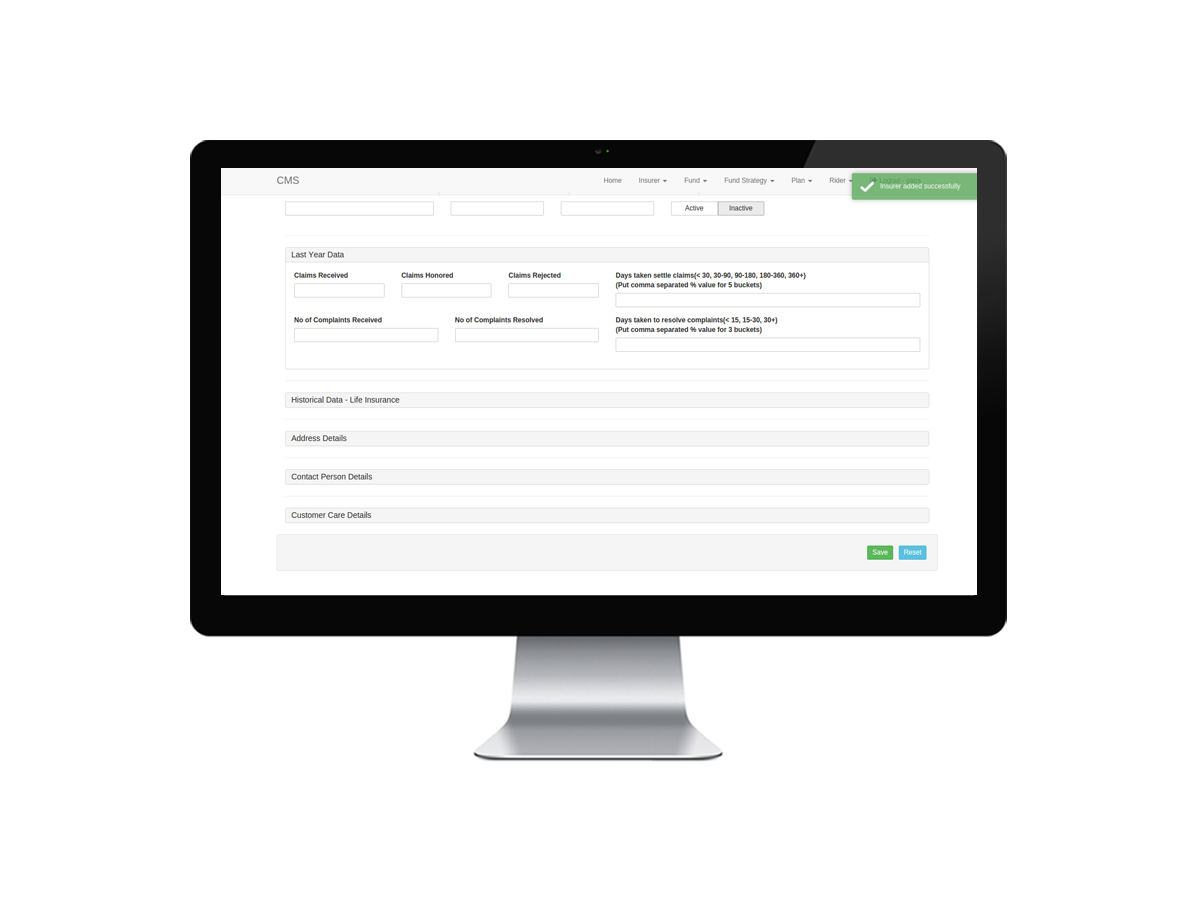 CMS
Home Insurer Fund Fund Strategy Plan Rider
Insurer added successfully
Active Inactive
Last Year Data
Claims Received Claims Honored Claims Rejected Days taken settle claims(< 30, 30-90, 90-180, 180-360, 360+)
(Put comma separated % value for 5 buckets)
No of Complaints Received No of Complaints Resolved Days taken to resolve complaints(< 15, 15-30, 30+)
(Put comma separated % value for 3 buckets)
Historical Data - Life Insurance
Address Details
Contact Person Details
Customer Care Details
Save Reset